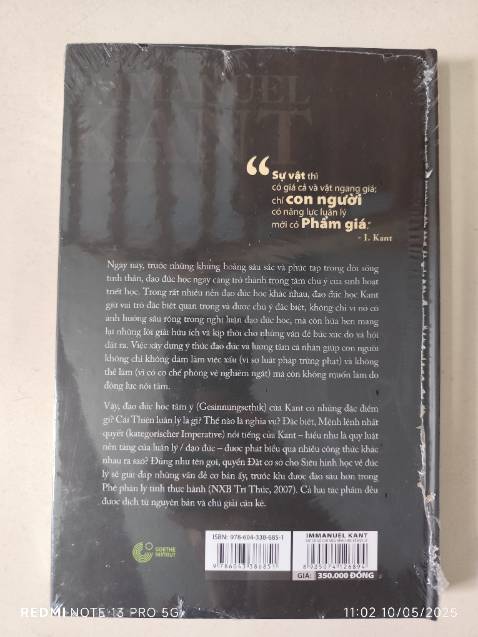 IMMANUEL
KANT
“Sự vật thì
có giá cả và vật ngang giá;
chỉ con người
có năng lực luân lý
mới có Phẩm giá.”
- I. Kant
Ngày nay, trước những khủng hoảng sâu sắc và phức tạp trong đời sống
tinh thần, đạo đức học ngày càng trở thành trọng tâm chú ý của sinh hoạt
triết học. Trong rất nhiều nền đạo đức học khác nhau, đạo đức học Kant
giữ vai trò đặc biệt quan trọng và được chú ý đặc biệt, không chỉ vì nó có
ảnh hưởng sâu rộng trong nghị luận đạo đức học, mà còn hứa hẹn mang
lại những lời giải hữu ích và kịp thời cho những vấn đề bức xúc do xã hội
đặt ra. Việc xây dựng ý thức đạo đức và lương tâm cá nhân giúp con người
không chỉ không dám làm việc xấu (vì sợ luật pháp trừng phạt) và không
thể làm (vì có cơ chế phòng vệ nghiêm ngặt) mà còn không muốn làm do
động lực nội tâm.
Vậy, đạo đức học tâm ý (Gesinnungsethik) của Kant có những đặc điểm
gì? Cái Thiện luân lý là gì? Thế nào là nghĩa vụ? Đặc biệt, Mệnh lệnh nhất
quyết (kategorischer Imperative) nổi tiếng của Kant – hiểu như là quy luật
nền tảng của luân lý / đạo đức – được phát biểu qua nhiều công thức khác
nhau ra sao? Đúng như tên gọi, quyển Đặt cơ sở cho Siêu hình học về đức
lý sẽ giải đáp những vấn đề cơ bản ấy, trước khi được đào sâu hơn trong
Phê phán lý tính thực hành (NXB Tri Thức, 2007). Cả hai tác phẩm đều
được dịch từ nguyên bản và chú giải cặn kẽ.
GOETHE
INSTITUT
ISBN: 978-604-338-685-1
9 786043 386851
IMMANUEL KANT
8 935074 126894
GIÁ: 350.000 ĐỒNG
REDMI NOTE 13 PRO 5G
11:02 10/05/2025